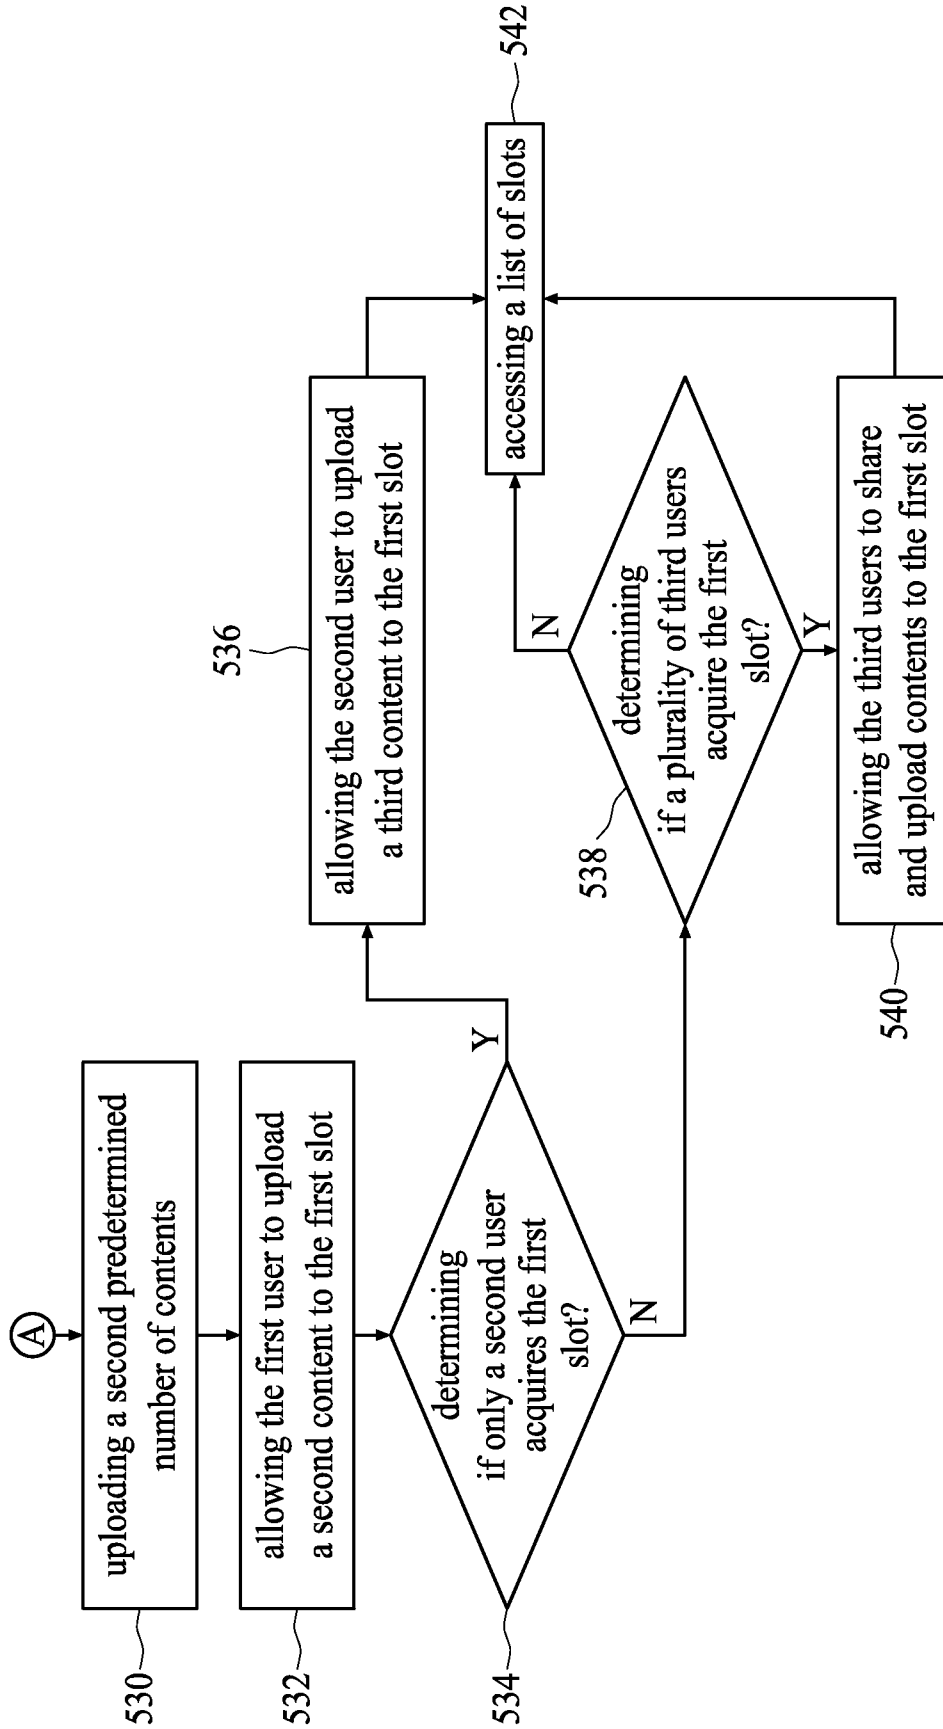 A
uploading a second predetermined
number of contents
530
allowing the first user to upload
a second content to the first slot
532
determining
if only a second user
acquires the first
slot?
534
Y
N
allowing the second user to upload
a third content to the first slot
536
determining
if a plurality of third users
acquire the first
slot?
538
N
Y
allowing the third users to share
and upload contents to the first slot
540
accessing a list of slots
542